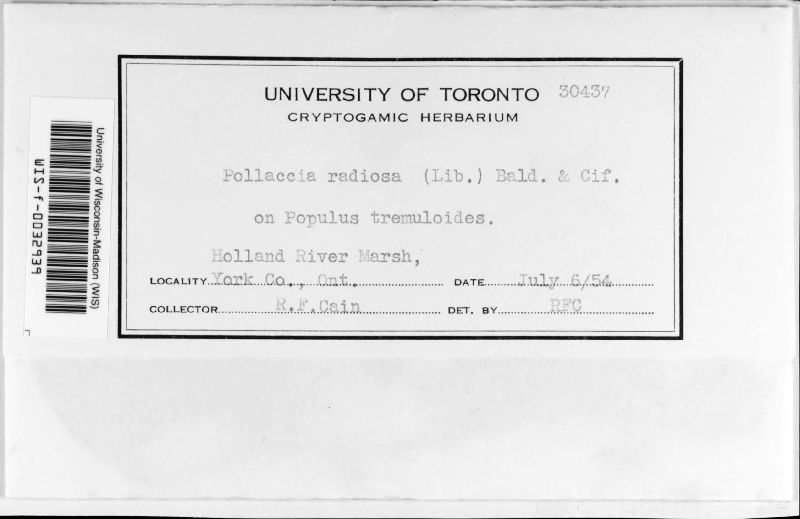 UNIVERSITY OF TORONTO 30437
CRYPTOGAMIC HERBARIUM
Pollaccia radiosa (Lib.) Bald. & Cif.
on Populus tremuloides.
Holland River Marsh,
LOCALITY York Co., Ont. DATE July 6/54
COLLECTOR R.F.Cain DET. BY RFC
University of Wisconsin-Madison (WIS)
WIS-f-0032939